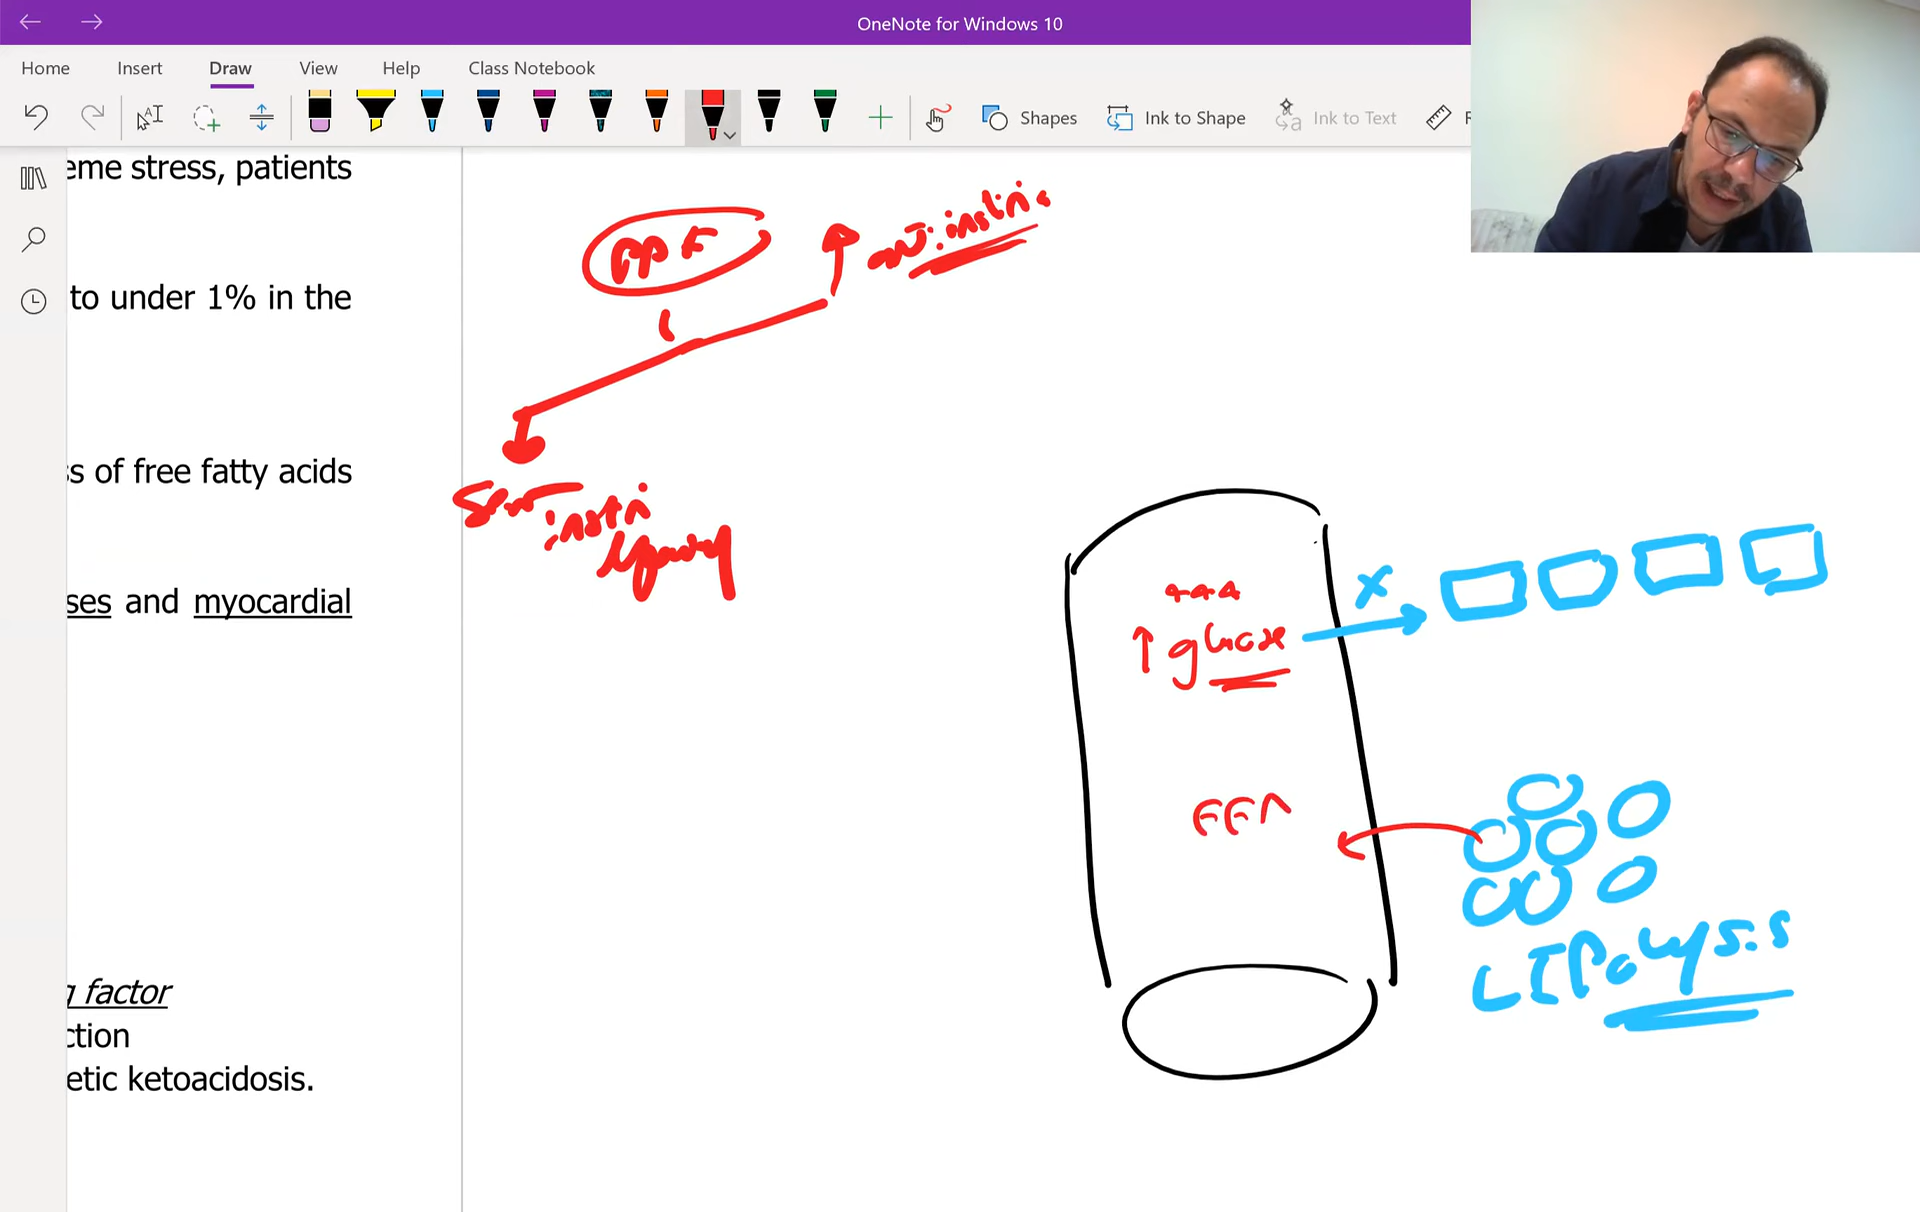 OneNote for Windows 10
Home Insert Draw View Help Class Notebook
Shapes Ink to Shape Ink to Text
eme stress, patients
to under 1% in the
s of free fatty acids
ses and myocardial
g factor
ction
etic ketoacidosis.
PPF
↑ glucose
X
FFA
LIPolysis